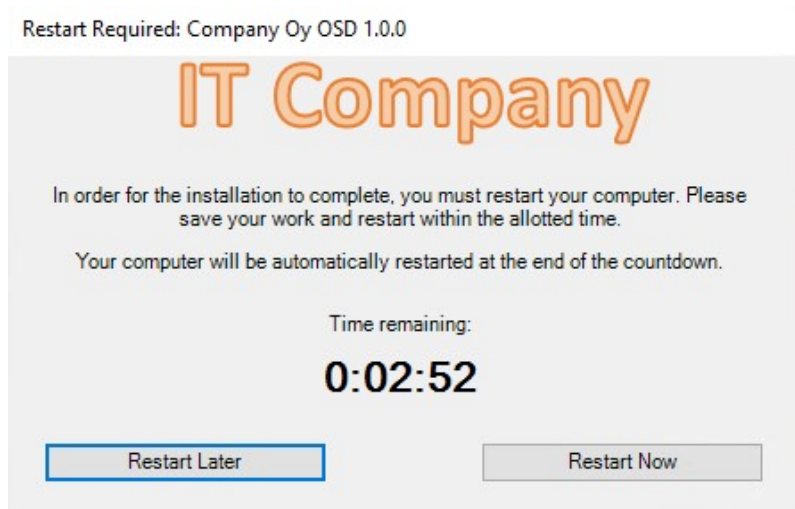 Restart Required: Company Oy OSD 1.0.0
IT Company
In order for the installation to complete, you must restart your computer. Please
save your work and restart within the allotted time.
Your computer will be automatically restarted at the end of the countdown.
Time remaining:
0:02:52
Restart Later
Restart Now